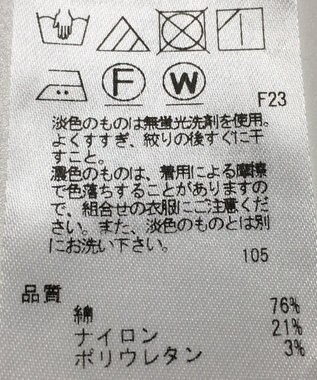 F
W
F23
淡色のものは無蛍光洗剤を使用。
よくすすぎ、絞りの後すぐに干
すこと。
濃色のものは、着用による摩擦
で色落ちすることがありますの
で、組合せの衣服にご注意くだ
さい。また、淡色のものとは別
にお洗い下さい。
105
品質
綿 76%
ナイロン 21%
ポリウレタン 3%